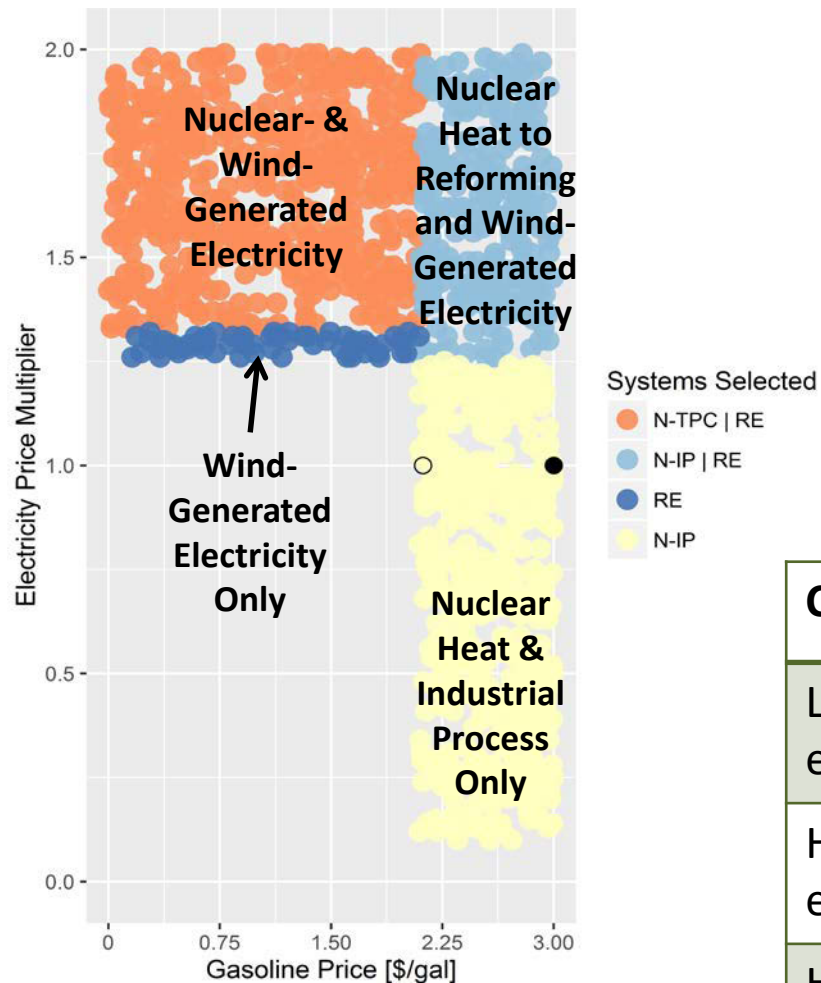 2.0
1.5
1.0
0.5
0.0
Electricity Price Multiplier
0
0.75
1.50
2.25
3.00
Gasoline Price [$/gal]
Nuclear- &
Wind-
Generated
Electricity
Nuclear
Heat to
Reforming
and Wind-
Generated
Electricity
Wind-
Generated
Electricity
Only
Nuclear
Heat &
Industrial
Process
Only
Systems Selected
N-TPC | RE
N-IP | RE
RE
N-IP